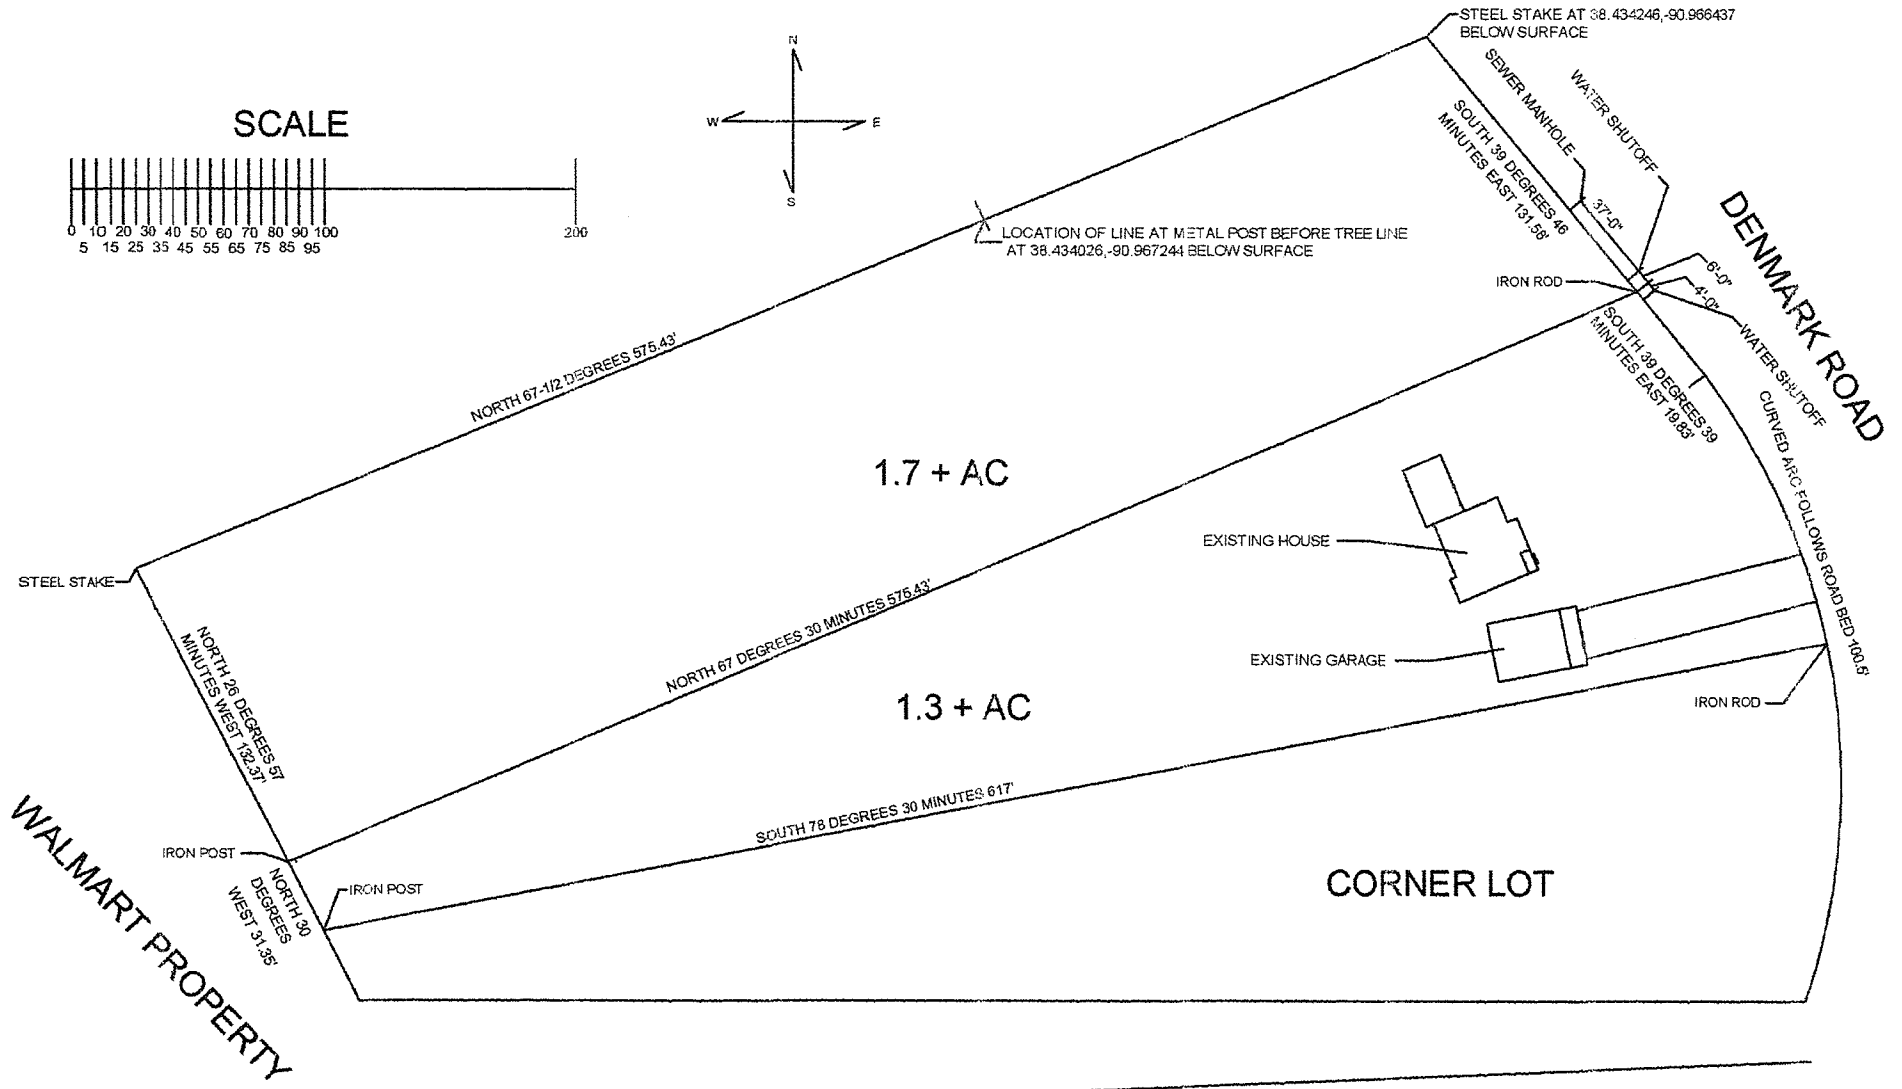 STEEL STAKE AT 38.434246,-90.966437
BELOW SURFACE
N
W
E
S
SCALE
0 10 20 30 40 50 60 70 80 90 100
5 15 25 35 45 55 65 75 85 95
200
SEWER MANHOLE
WATER SHUTOFF
SOUTH 39 DEGREES 46
MINUTES EAST 131.58'
37'-0"
DENMARK ROAD
LOCATION OF LINE AT METAL POST BEFORE TREE LINE
AT 38.434026,-90.967244 BELOW SURFACE
IRON ROD
6'-0"
4'-0"
WATER SHUTOFF
SOUTH 39 DEGREES 39
MINUTES EAST 19.83'
NORTH 67-1/2 DEGREES 575.43'
CURVED ARC FOLLOWS ROAD BED 100.5'
1.7 + AC
EXISTING HOUSE
STEEL STAKE
NORTH 67 DEGREES 30 MINUTES 575.43'
EXISTING GARAGE
NORTH 26 DEGREES 57
MINUTES WEST 132.37'
1.3 + AC
IRON ROD
SOUTH 78 DEGREES 30 MINUTES 617'
WALMART PROPERTY
IRON POST
IRON POST
NORTH 30
DEGREES
WEST 31.35'
CORNER LOT